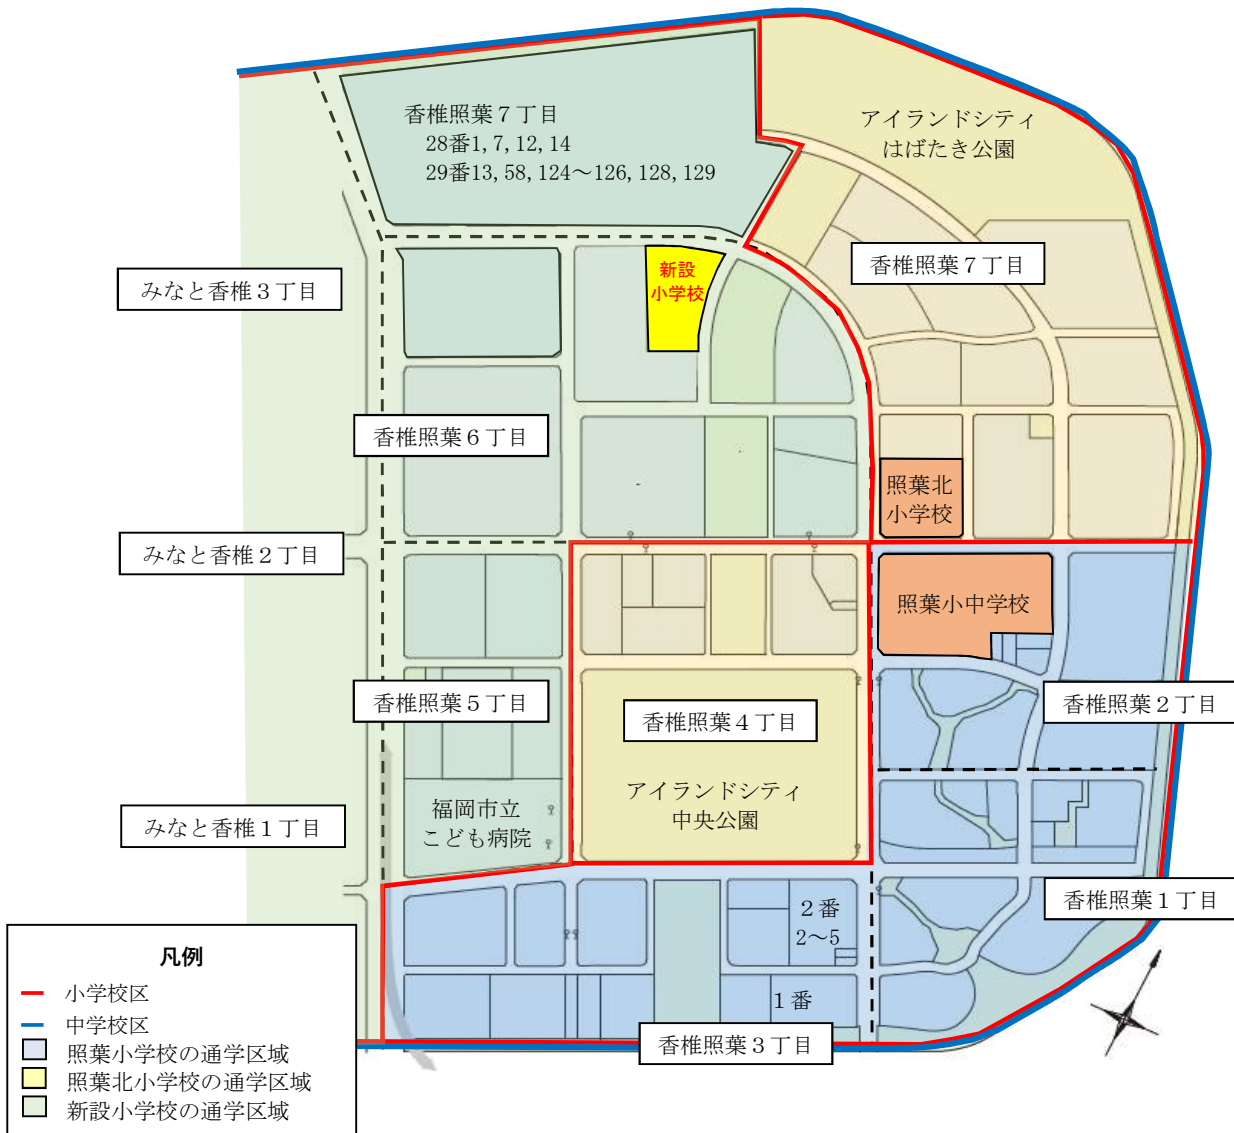 香椎照葉７丁目
28番1, 7, 12, 14
29番13, 58, 124～126, 128, 129
アイランドシティ
はばたき公園
香椎照葉７丁目
新設
小学校
みなと香椎３丁目
香椎照葉６丁目
照葉北
小学校
みなと香椎２丁目
照葉小中学校
香椎照葉５丁目
香椎照葉４丁目
香椎照葉２丁目
アイランドシティ
中央公園
福岡市立
こども病院
みなと香椎１丁目
香椎照葉１丁目
２番
2～5
１番
香椎照葉３丁目
凡例
小学校区
中学校区
照葉小学校の通学区域
照葉北小学校の通学区域
新設小学校の通学区域